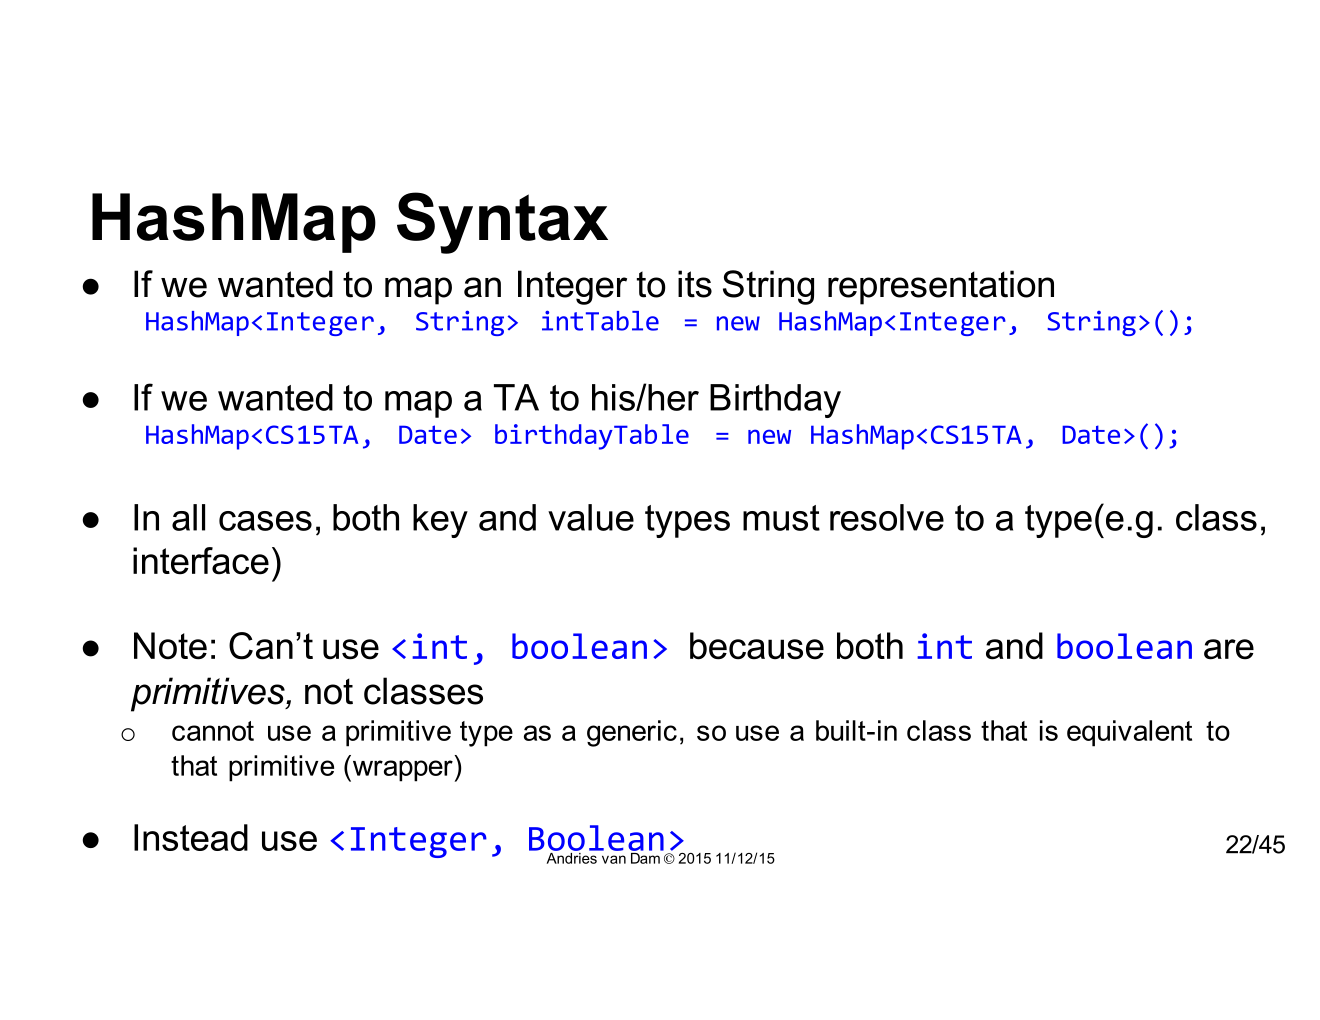 HashMap Syntax
● If we wanted to map an Integer to its String representation
HashMap<Integer, String> intTable = new HashMap<Integer, String>();
● If we wanted to map a TA to his/her Birthday
HashMap<CS15TA, Date> birthdayTable = new HashMap<CS15TA, Date>();
● In all cases, both key and value types must resolve to a type(e.g. class,
interface)
● Note: Can’t use <int, boolean> because both int and boolean are
primitives, not classes
○ cannot use a primitive type as a generic, so use a built-in class that is equivalent to
that primitive (wrapper)
● Instead use <Integer, Boolean>
Andries van Dam © 2015 11/12/15
22/45